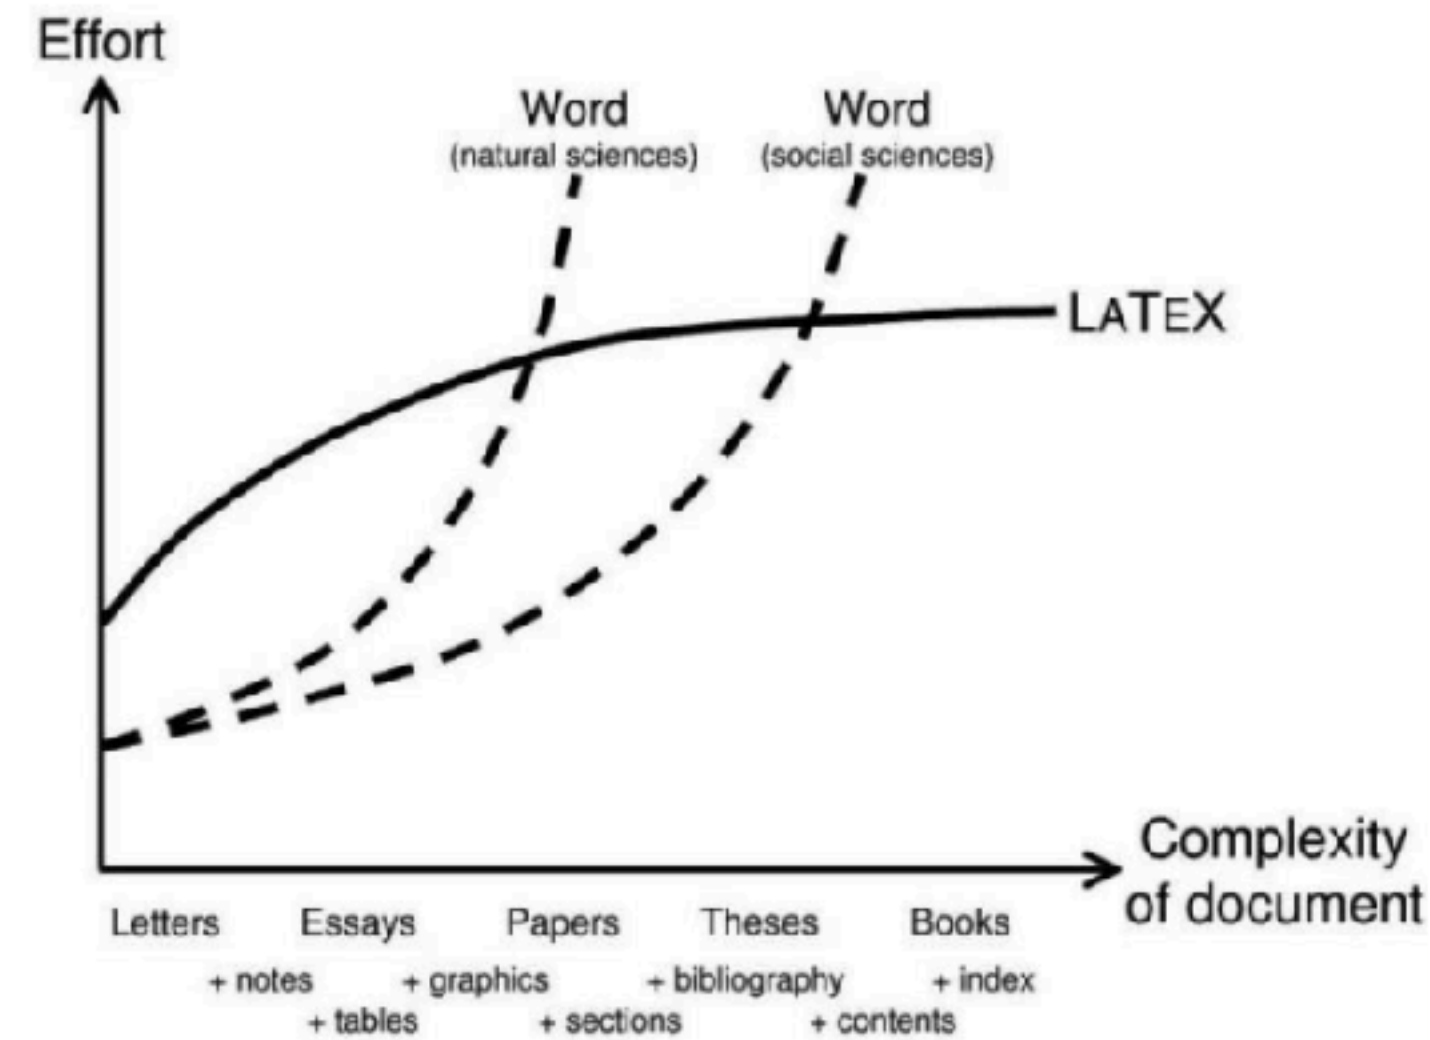 Effort
Word
(natural sciences)
Word
(social sciences)
LATEX
Complexity
of document
Letters Essays Papers Theses Books
+ notes + graphics + bibliography + index
+ tables + sections + contents